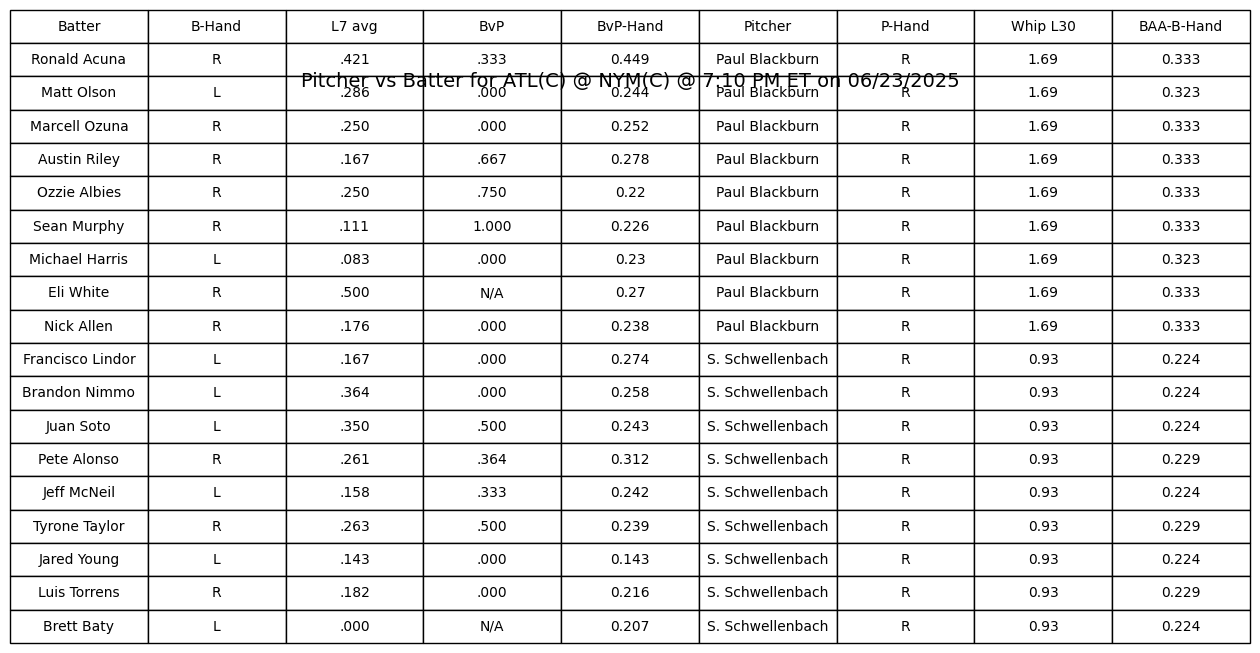 Batter B-Hand L7 avg BvP BvP-Hand Pitcher P-Hand Whip L30 BAA-B-Hand
Ronald Acuna R .421 .333 0.449 Paul Blackburn R 1.69 0.333
Pitcher vs Batter for ATL(C) @ NYM(C) @ 7:10 PM ET on 06/23/2025
Matt Olson L .286 .000 0.244 Paul Blackburn R 1.69 0.323
Marcell Ozuna R .250 .000 0.252 Paul Blackburn R 1.69 0.333
Austin Riley R .167 .667 0.278 Paul Blackburn R 1.69 0.333
Ozzie Albies R .250 .750 0.22 Paul Blackburn R 1.69 0.333
Sean Murphy R .111 1.000 0.226 Paul Blackburn R 1.69 0.333
Michael Harris L .083 .000 0.23 Paul Blackburn R 1.69 0.323
Eli White R .500 N/A 0.27 Paul Blackburn R 1.69 0.333
Nick Allen R .176 .000 0.238 Paul Blackburn R 1.69 0.333
Francisco Lindor L .167 .000 0.274 S. Schwellenbach R 0.93 0.224
Brandon Nimmo L .364 .000 0.258 S. Schwellenbach R 0.93 0.224
Juan Soto L .350 .500 0.243 S. Schwellenbach R 0.93 0.224
Pete Alonso R .261 .364 0.312 S. Schwellenbach R 0.93 0.229
Jeff McNeil L .158 .333 0.242 S. Schwellenbach R 0.93 0.224
Tyrone Taylor R .263 .500 0.239 S. Schwellenbach R 0.93 0.229
Jared Young L .143 .000 0.143 S. Schwellenbach R 0.93 0.224
Luis Torrens R .182 .000 0.216 S. Schwellenbach R 0.93 0.229
Brett Baty L .000 N/A 0.207 S. Schwellenbach R 0.93 0.224